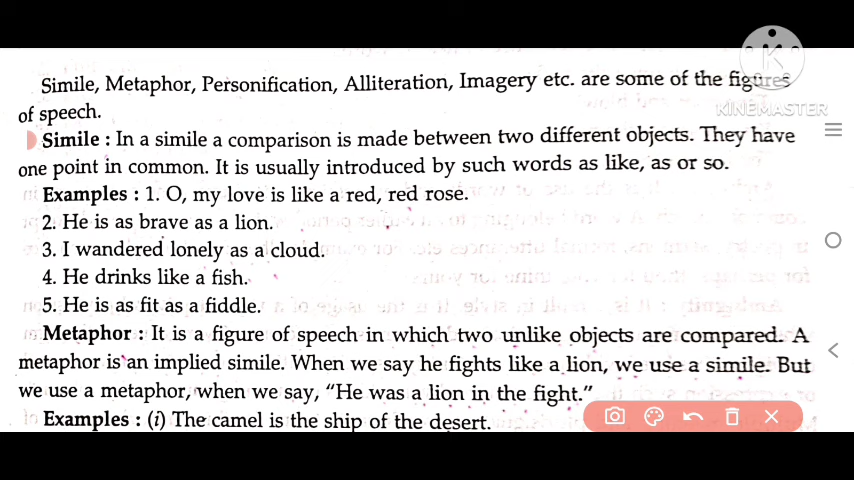 Simile, Metaphor, Personification, Alliteration, Imagery etc. are some of the figures
of speech.
KINEMASTER
Simile : In a simile a comparison is made between two different objects. They have
one point in common. It is usually introduced by such words as like, as or so.
Examples : 1. O, my love is like a red, red rose.
2. He is as brave as a lion.
3. I wandered lonely as a cloud.
4. He drinks like a fish.
5. He is as fit as a fiddle.
Metaphor : It is a figure of speech in which two unlike objects are compared. A
metaphor is an implied simile. When we say he fights like a lion, we use a simile. But
we use a metaphor, when we say, “He was a lion in the fight.”
Examples : (i) The camel is the ship of the desert.